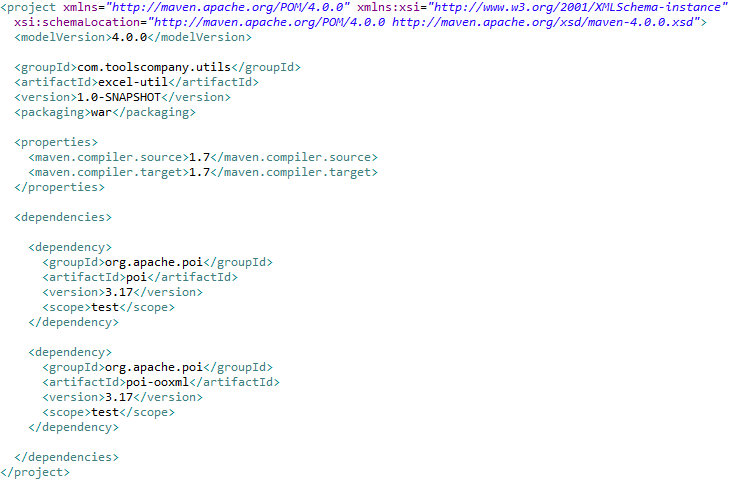 <project xmlns="http://maven.apache.org/POM/4.0.0" xmlns:xsi="http://www.w3.org/2001/XMLSchema-instance"
xsi:schemaLocation="http://maven.apache.org/POM/4.0.0 http://maven.apache.org/xsd/maven-4.0.0.xsd">
<modelVersion>4.0.0</modelVersion>
<groupId>com.toolscompany.utils</groupId>
<artifactId>excel-util</artifactId>
<version>1.0-SNAPSHOT</version>
<packaging>war</packaging>
<properties>
<maven.compiler.source>1.7</maven.compiler.source>
<maven.compiler.target>1.7</maven.compiler.target>
</properties>
<dependencies>
<dependency>
<groupId>org.apache.poi</groupId>
<artifactId>poi</artifactId>
<version>3.17</version>
<scope>test</scope>
</dependency>
<dependency>
<groupId>org.apache.poi</groupId>
<artifactId>poi-ooxml</artifactId>
<version>3.17</version>
<scope>test</scope>
</dependency>
</dependencies>
</project>